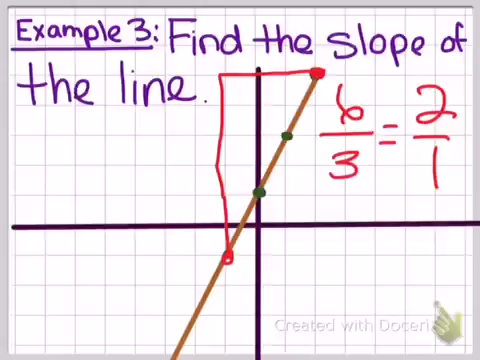 Example 3: Find the slope of
the line.
6/3 = 2/1
Created with Doceri